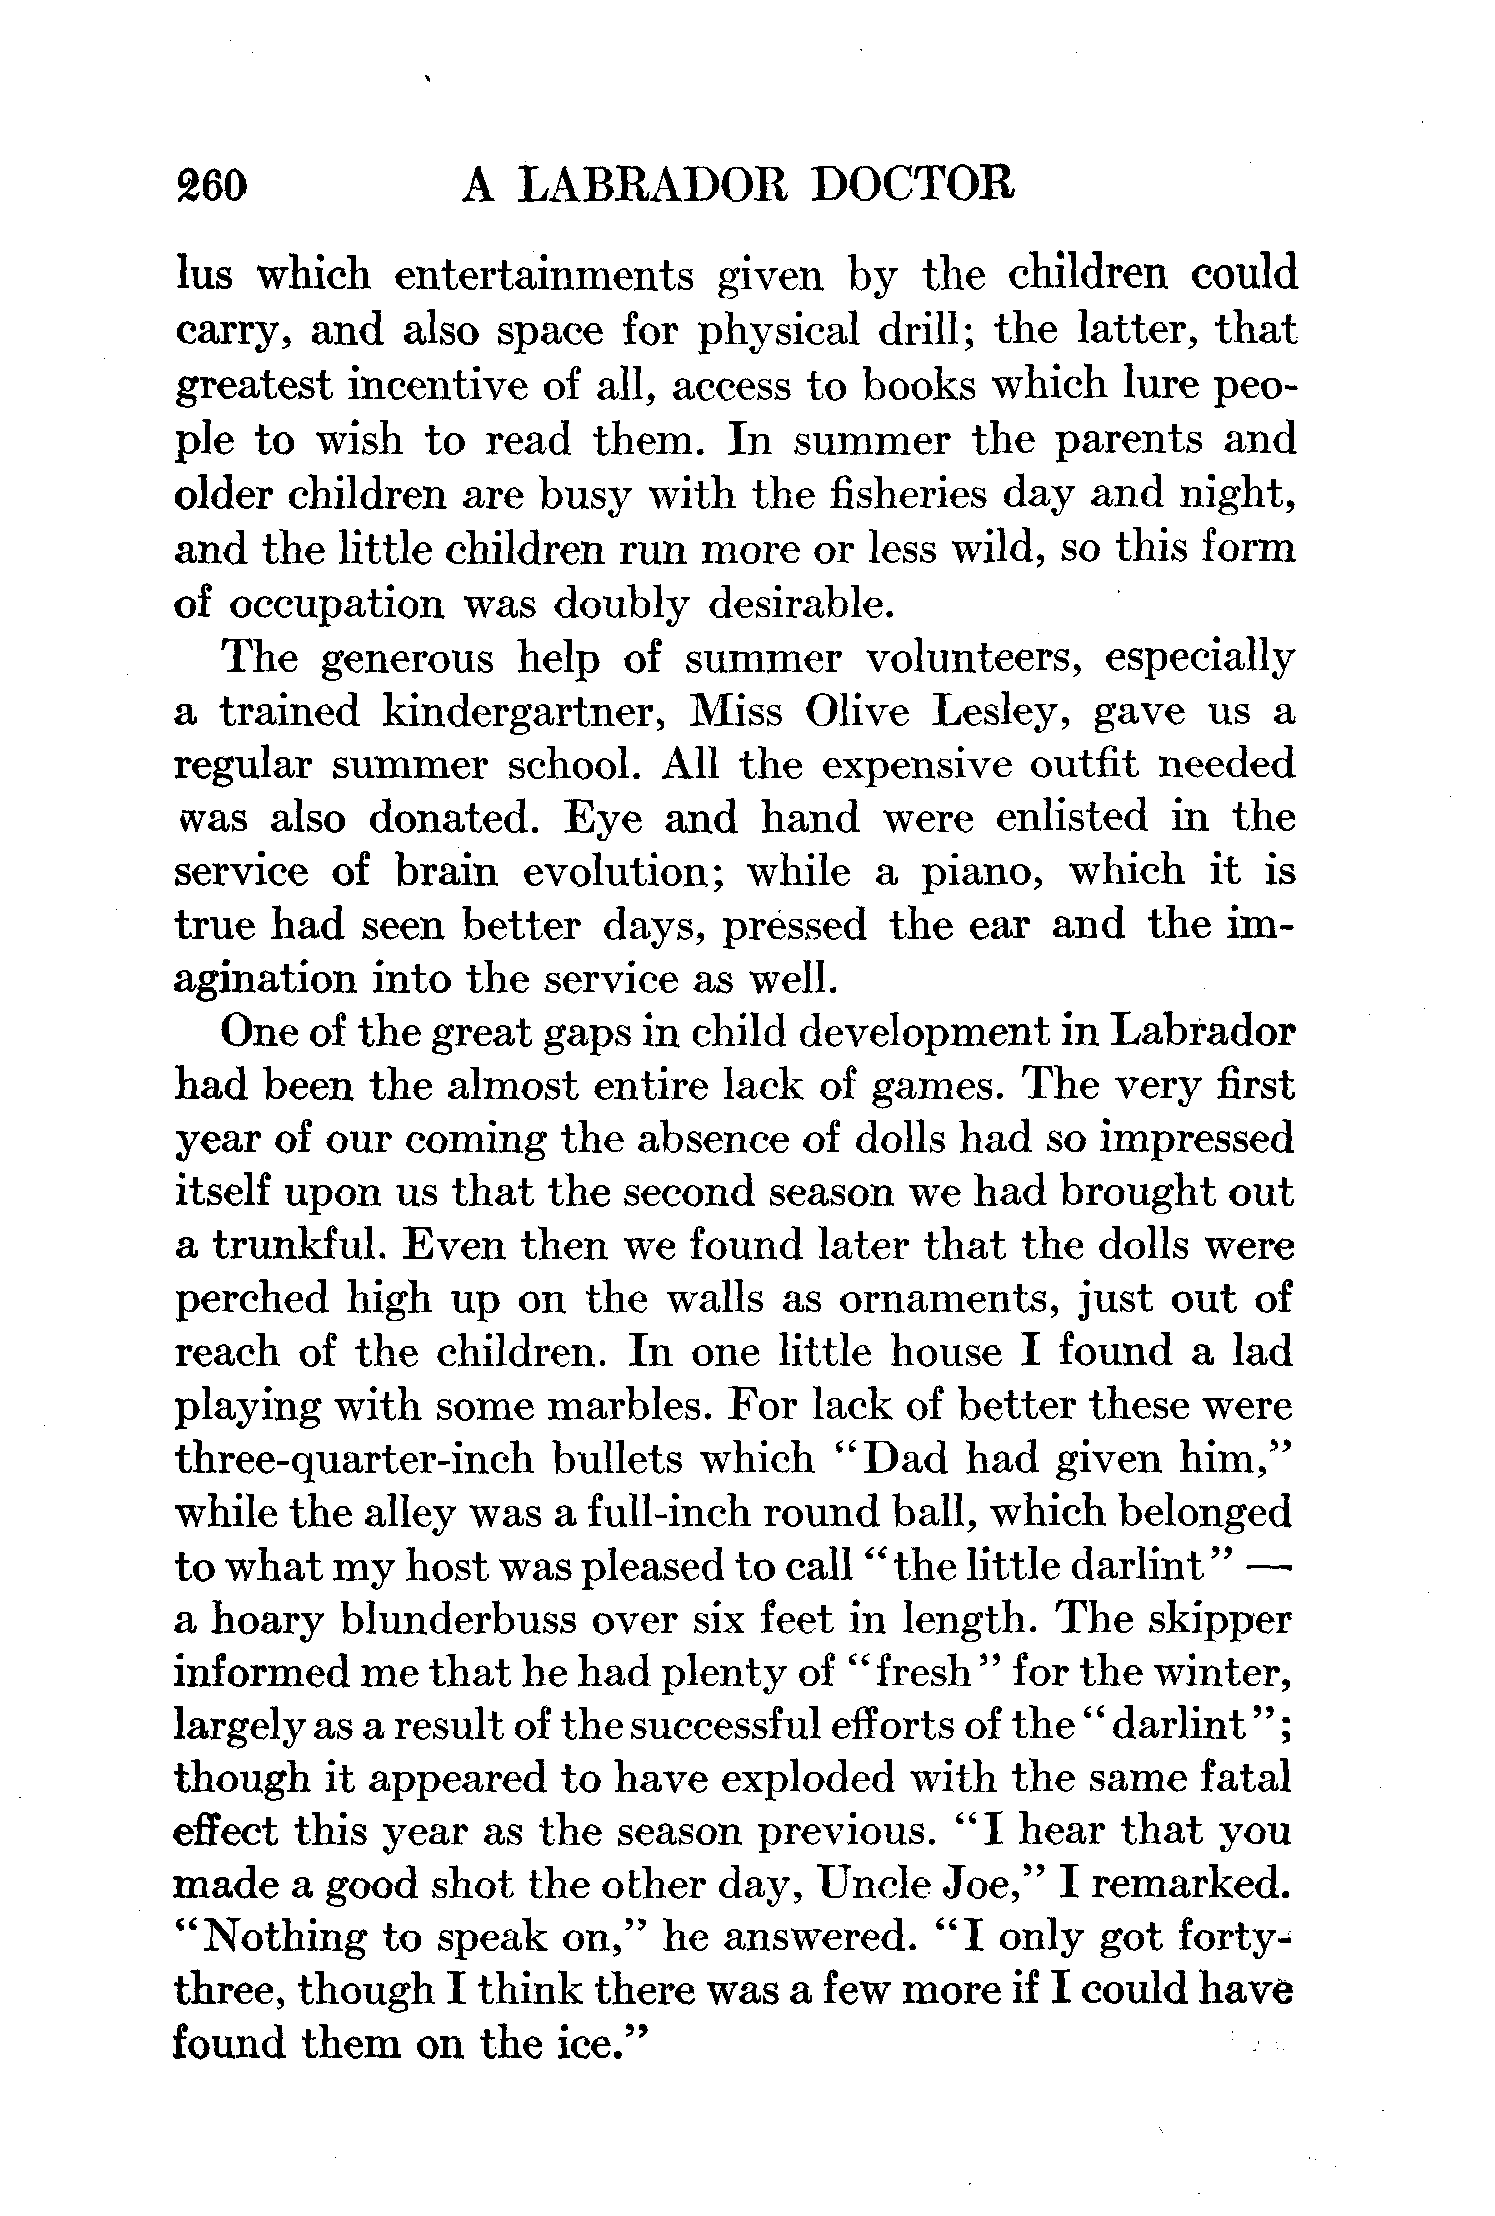 260 A LABRADOR DOCTOR
lus which entertainments given by the children could
carry, and also space for physical drill; the latter, that
greatest incentive of all, access to books which lure peo-
ple to wish to read them. In summer the parents and
older children are busy with the fisheries day and night,
and the little children run more or less wild, so this form
of occupation was doubly desirable.
The generous help of summer volunteers, especially
a trained kindergartner, Miss Olive Lesley, gave us a
regular summer school. All the expensive outfit needed
was also donated. Eye and hand were enlisted in the
service of brain evolution; while a piano, which it is
true had seen better days, pressed the ear and the im-
agination into the service as well.
One of the great gaps in child development in Labrador
had been the almost entire lack of games. The very first
year of our coming the absence of dolls had so impressed
itself upon us that the second season we had brought out
a trunkful. Even then we found later that the dolls were
perched high up on the walls as ornaments, just out of
reach of the children. In one little house I found a lad
playing with some marbles. For lack of better these were
three-quarter-inch bullets which “Dad had given him,”
while the alley was a full-inch round ball, which belonged
to what my host was pleased to call “the little darlint” —
a hoary blunderbuss over six feet in length. The skipper
informed me that he had plenty of “fresh” for the winter,
largely as a result of the successful efforts of the “darlint”;
though it appeared to have exploded with the same fatal
effect this year as the season previous. “I hear that you
made a good shot the other day, Uncle Joe,” I remarked.
“Nothing to speak on,” he answered. “I only got forty-
three, though I think there was a few more if I could have
found them on the ice.”